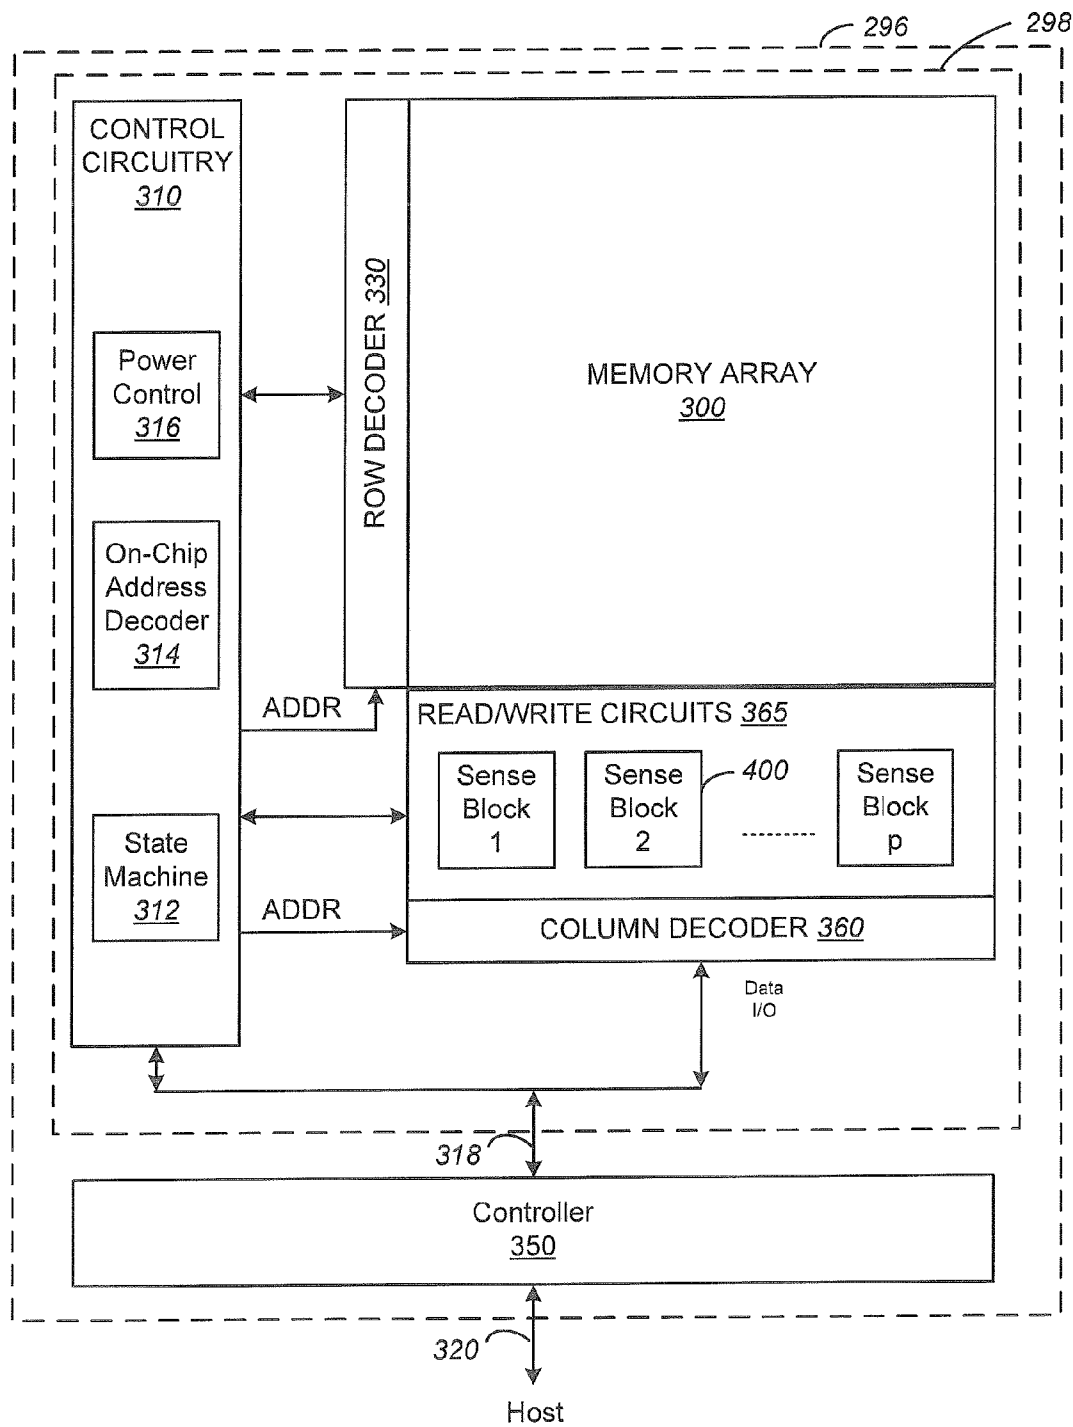 296
298
CONTROL
CIRCUITRY
310
Power
Control
316
On-Chip
Address
Decoder
314
State
Machine
312
ROW DECODER 330
MEMORY ARRAY
300
ADDR
READ/WRITE CIRCUITS 365
Sense
Block
1
Sense
Block
2
400
Sense
Block
p
ADDR
COLUMN DECODER 360
Data
I/O
318
Controller
350
320
Host